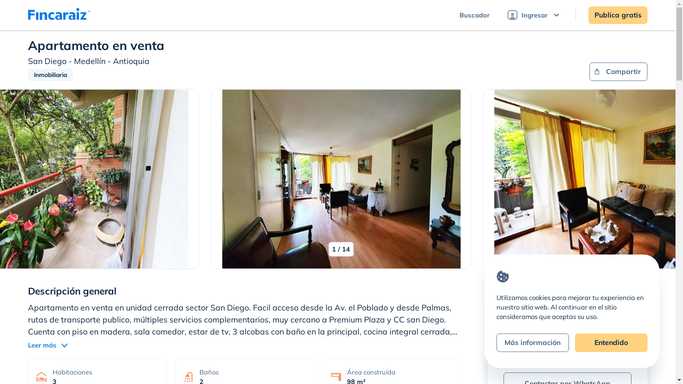 Fincaraiz
Buscador
Ingresar
Publica gratis
Apartamento en venta
San Diego - Medellín - Antioquia
Inmobiliaria
Compartir
1 / 14
Descripción general
Apartamento en venta en unidad cerrada sector San Diego. Facil acceso desde la Av. el Poblado y desde Palmas,
rutas de transporte publico, múltiples servicios complementarios, muy cercano a Premium Plaza y CC san Diego.
Cuenta con piso en madera, sala comedor, estar de tv, 3 alcobas con baño en la principal, cocina integral cerrada,...
Leer más
Habitaciones
3
Baños
2
Área construida
98 m²
Utilizamos cookies para mejorar tu experiencia en
nuestro sitio web. Al continuar en el sitio
consideramos que aceptas su uso.
Más información
Entendido
Contactar por WhatsApp